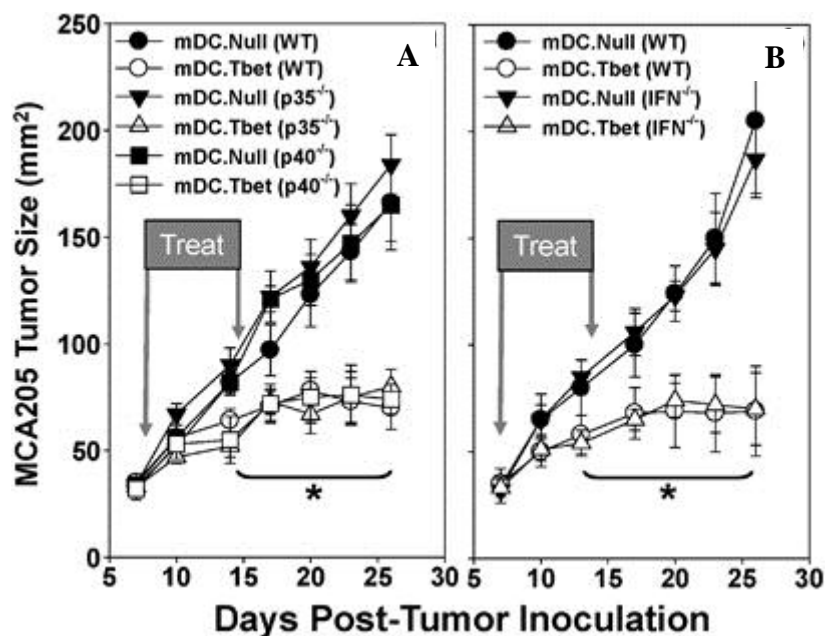 MCA205 Tumor Size (mm²)
250
200
150
100
50
0
A
mDC.Null (WT)
mDC.Tbet (WT)
mDC.Null (p35-/-)
mDC.Tbet (p35-/-)
mDC.Null (p40-/-)
mDC.Tbet (p40-/-)
Treat
*
5 10 15 20 25 30
B
mDC.Null (WT)
mDC.Tbet (WT)
mDC.Null (IFN-/-)
mDC.Tbet (IFN-/-)
Treat
*
5 10 15 20 25 30
Days Post-Tumor Inoculation